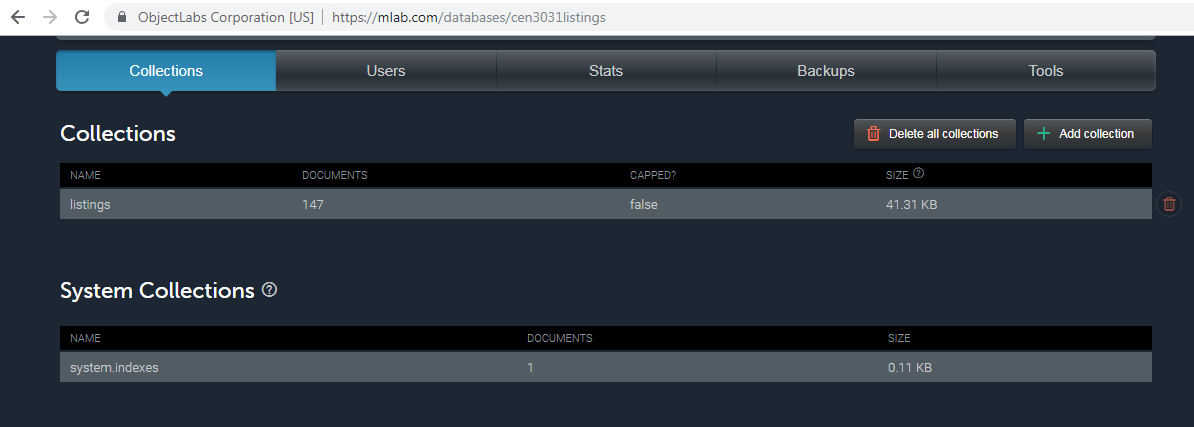 ObjectLabs Corporation [US] | https://mlab.com/databases/cen3031listings
Collections Users Stats Backups Tools
Collections Delete all collections Add collection
NAME DOCUMENTS CAPPED? SIZE ?
listings 147 false 41.31 KB
System Collections ?
NAME DOCUMENTS SIZE
system.indexes 1 0.11 KB